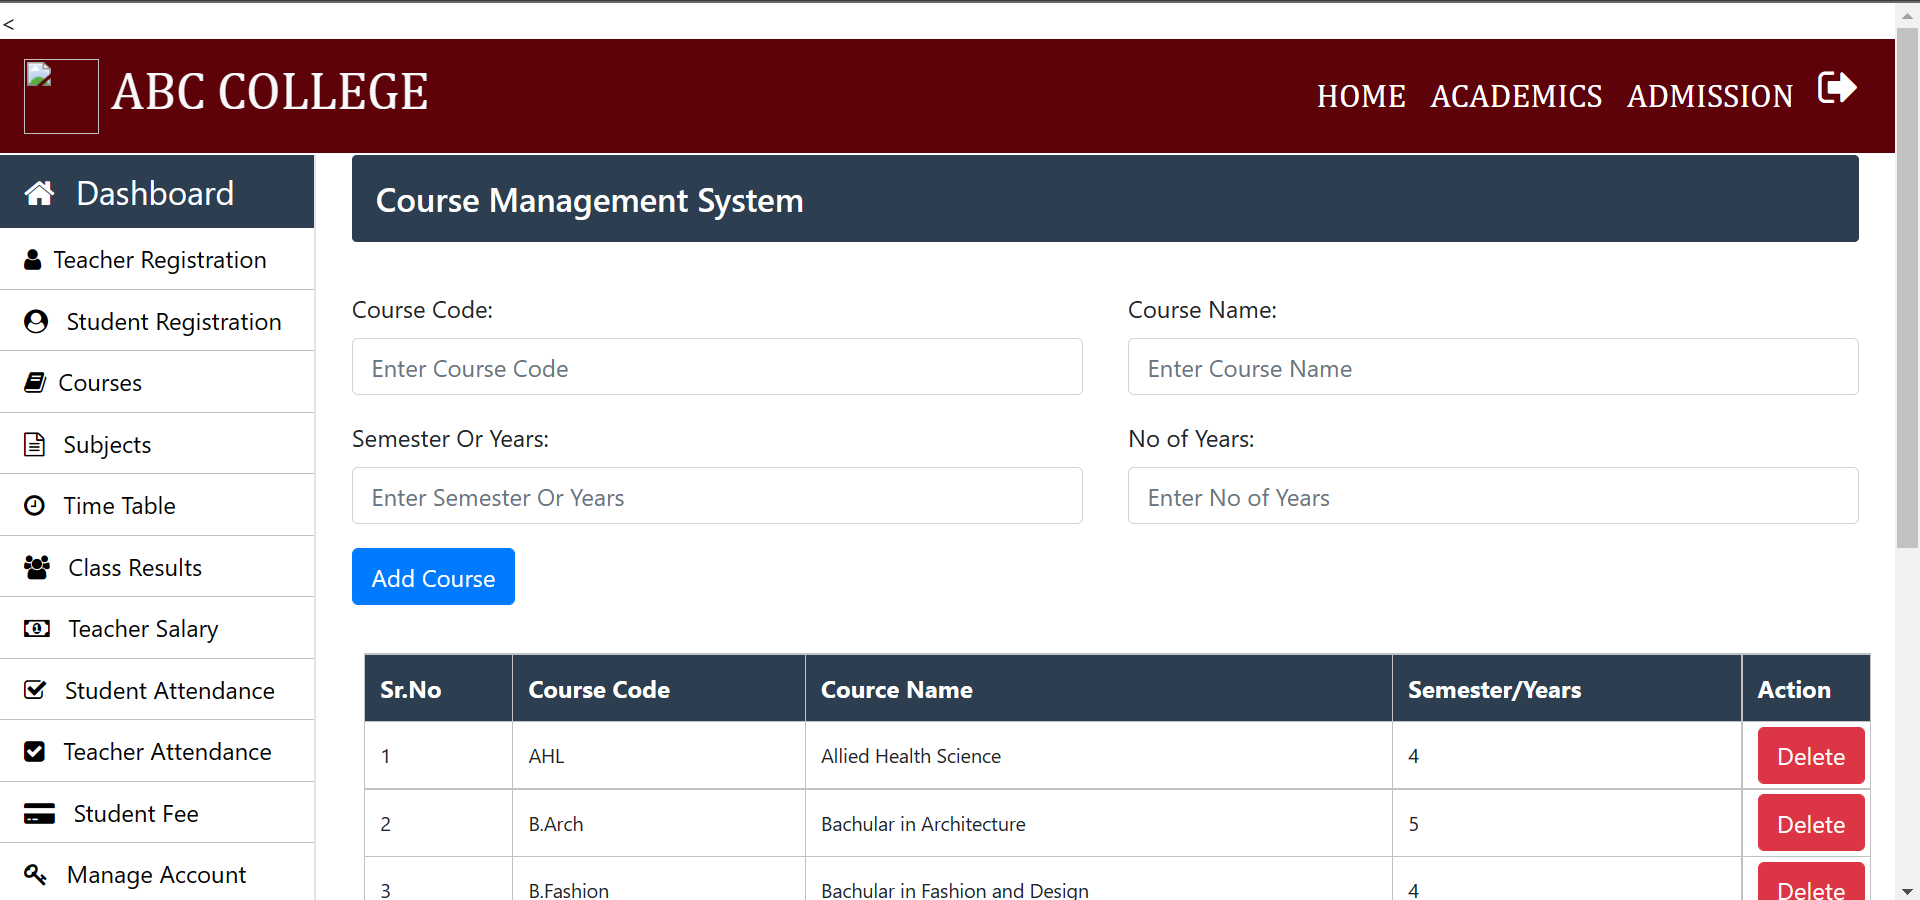 <
ABC COLLEGE
HOME ACADEMICS ADMISSION
Dashboard
Teacher Registration
Student Registration
Courses
Subjects
Time Table
Class Results
Teacher Salary
Student Attendance
Teacher Attendance
Student Fee
Manage Account
Course Management System
Course Code: Course Name:
Enter Course Code Enter Course Name
Semester Or Years: No of Years:
Enter Semester Or Years Enter No of Years
Add Course
Sr.No Course Code Cource Name Semester/Years Action
1 AHL Allied Health Science 4 Delete
2 B.Arch Bachular in Architecture 5 Delete
3 B.Fashion Bachular in Fashion and Design 4 Delete